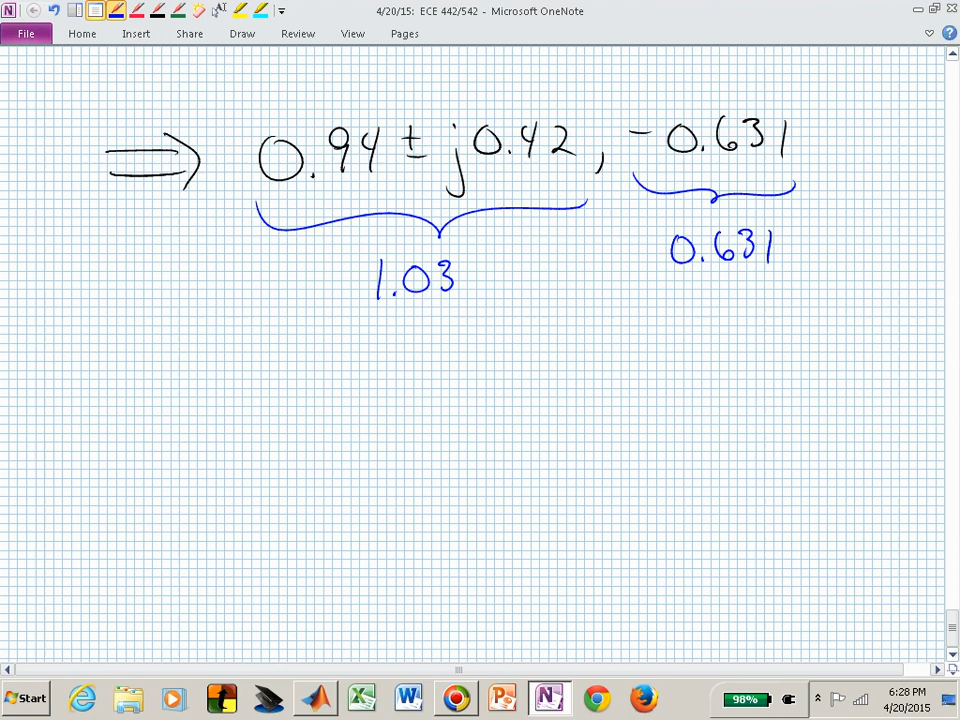 4/20/15: ECE 442/542 - Microsoft OneNote
File Home Insert Share Draw Review View Pages
⟹ 0.94 ± j0.42, -0.631
1.03 0.631
Start 98% 6:28 PM
4/20/2015